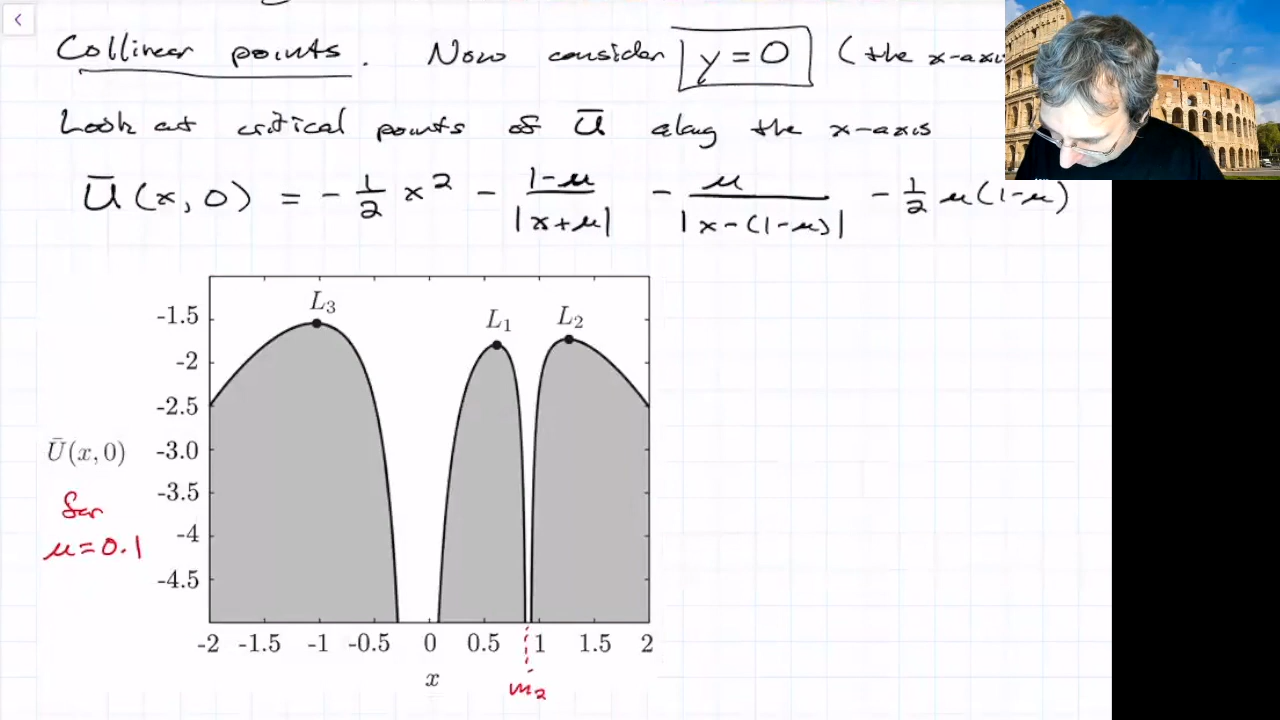 Collinear points. Now consider y = 0 (the x-axis
Look at critical points of Ū along the x-axis
Ū(x, 0) = - 1/2 x² - (1-μ)/|x+μ| - μ/|x-(1-μ)| - 1/2 μ(1-μ)
L₃
L₁
L₂
-1.5
-2
-2.5
-3.0
-3.5
-4
-4.5
Ū(x, 0)
for
μ = 0.1
-2 -1.5 -1 -0.5 0 0.5 1 1.5 2
x
m₂